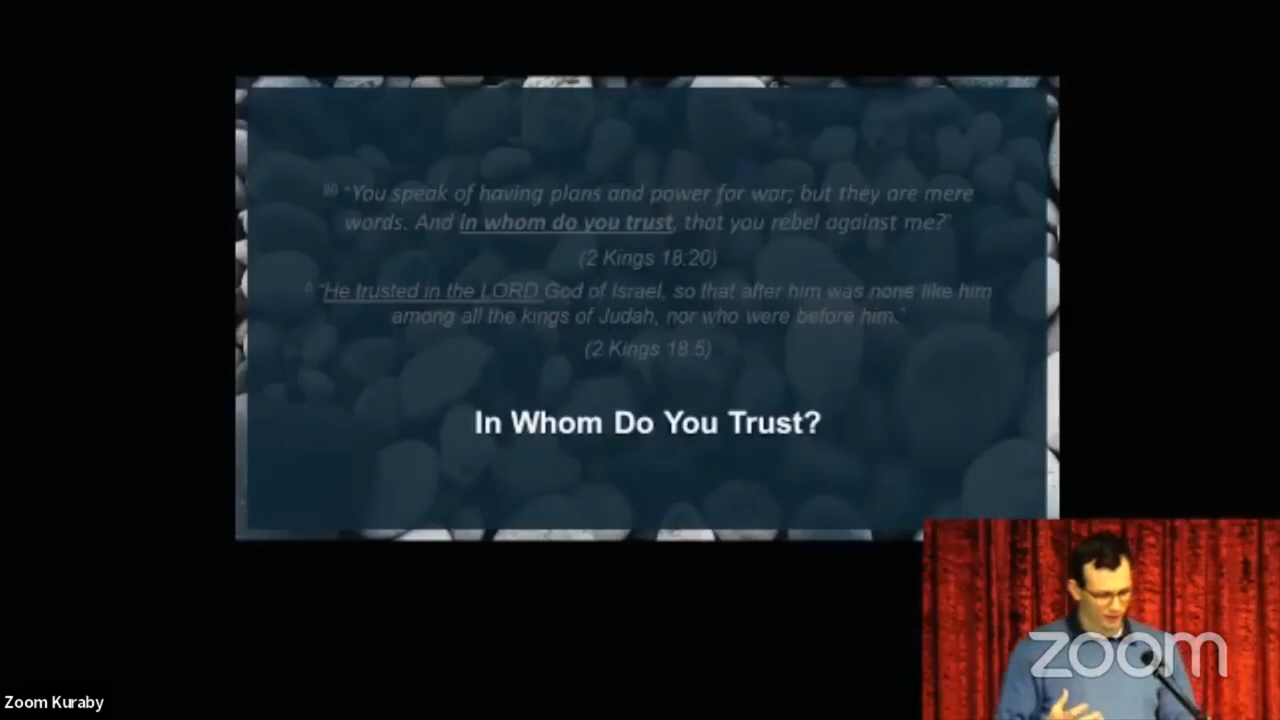 20 "You speak of having plans and power for war; but they are mere
words. And in whom do you trust, that you rebel against me?"
(2 Kings 18:20)
5 "He trusted in the LORD God of Israel, so that after him was none like him
among all the kings of Judah, nor who were before him."
(2 Kings 18:5)
In Whom Do You Trust?
zoom
Zoom Kuraby